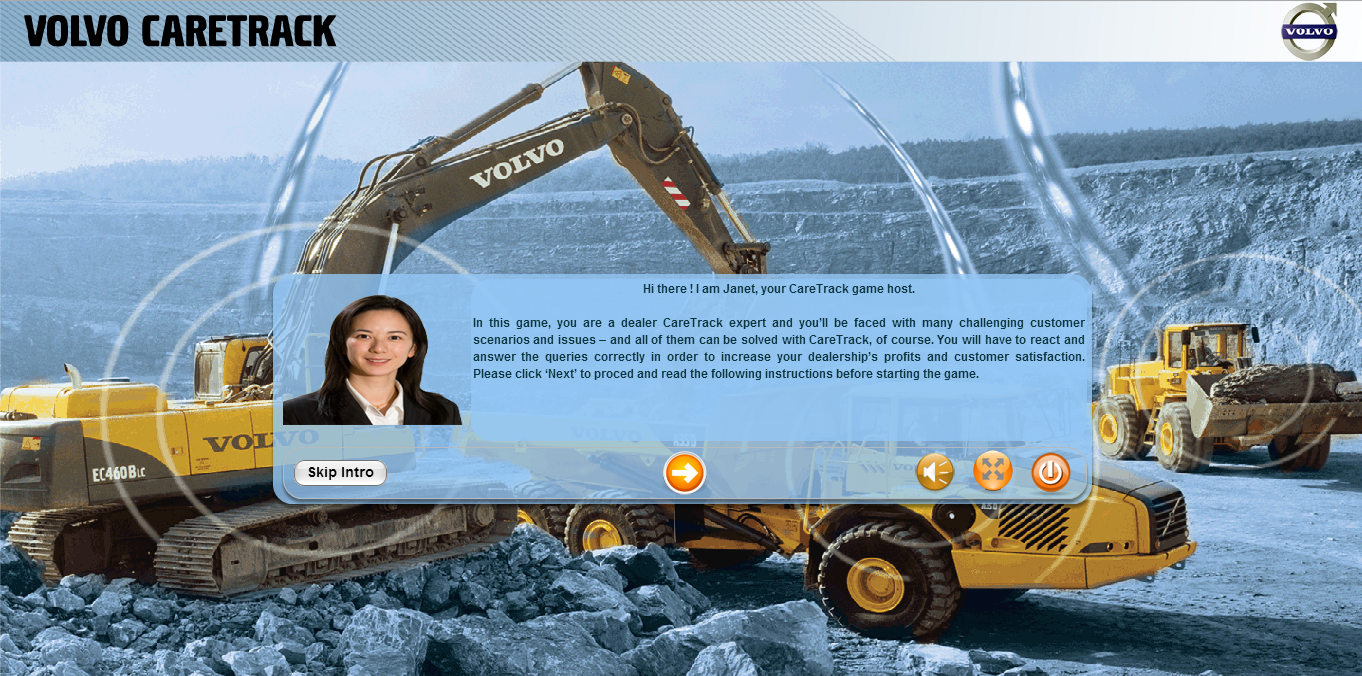 VOLVO CARETRACK
VOLVO
VOLVO
Hi there ! I am Janet, your CareTrack game host.
In this game, you are a dealer CareTrack expert and you'll be faced with many challenging customer
scenarios and issues – and all of them can be solved with CareTrack, of course. You will have to react and
answer the queries correctly in order to increase your dealership's profits and customer satisfaction.
Please click ‘Next’ to proced and read the following instructions before starting the game.
VOLVO
EC460BLC
Skip Intro